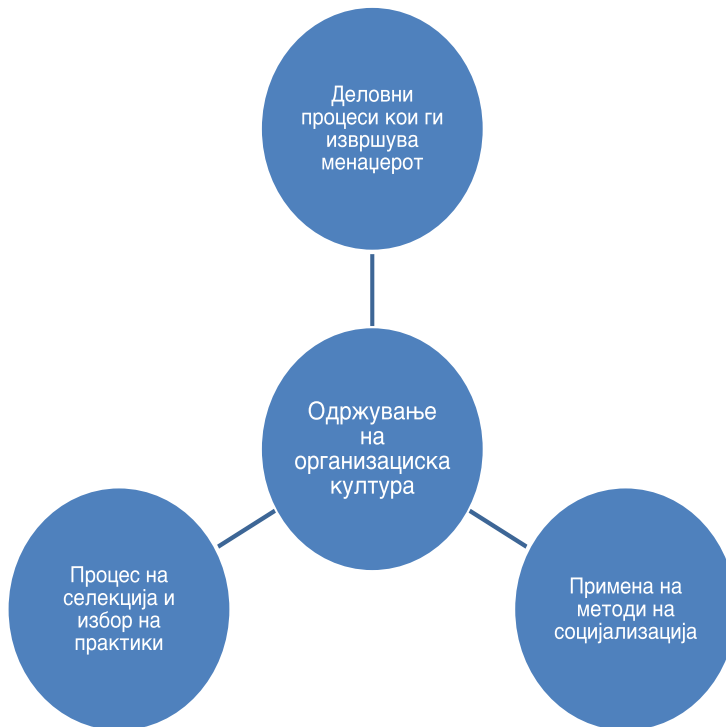 Деловни
процеси кои ги
извршува
менаџерот
Одржување
на
организациска
култура
Процес на
селекција и
избор на
практики
Примена на
методи на
социјализација